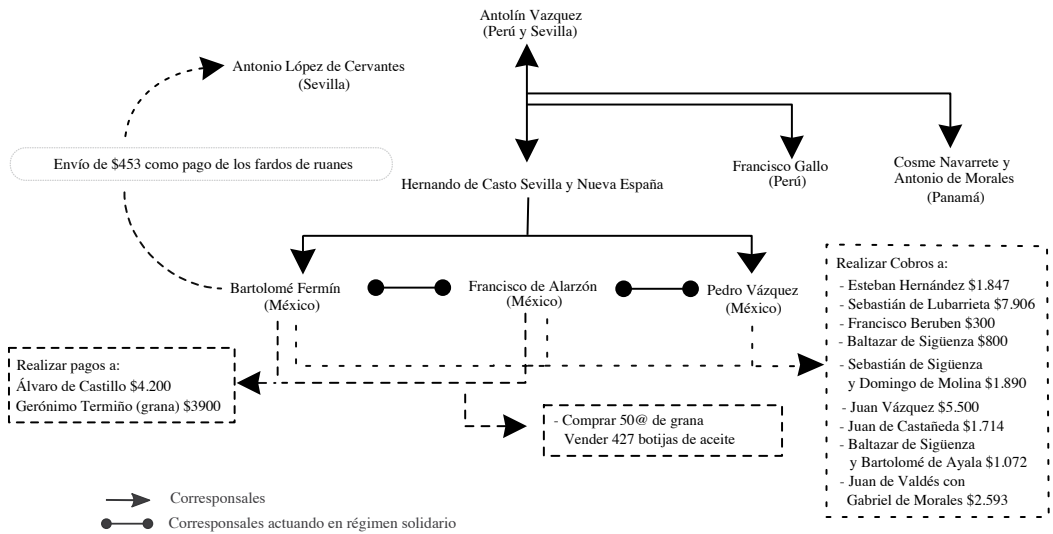 Antolín Vazquez
(Perú y Sevilla)
Antonio López de Cervantes
(Sevilla)
Envío de $453 como pago de los fardos de ruanes
Hernando de Casto Sevilla y Nueva España
Francisco Gallo
(Perú)
Cosme Navarrete y
Antonio de Morales
(Panamá)
Bartolomé Fermín
(México)
Francisco de Alarzón
(México)
Pedro Vázquez
(México)
Realizar Cobros a:
- Esteban Hernández $1.847
- Sebastián de Lubarrieta $7.906
- Francisco Beruben $300
- Baltazar de Sigüenza $800
- Sebastián de Sigüenza
y Domingo de Molina $1.890
- Juan Vázquez $5.500
- Juan de Castañeda $1.714
- Baltazar de Sigüenza
y Bartolomé de Ayala $1.072
- Juan de Valdés con
Gabriel de Morales $2.593
Realizar pagos a:
Álvaro de Castillo $4.200
Gerónimo Termiño (grana) $3900
- Comprar 50@ de grana
Vender 427 botijas de aceite
Corresponsales
Corresponsales actuando en régimen solidario